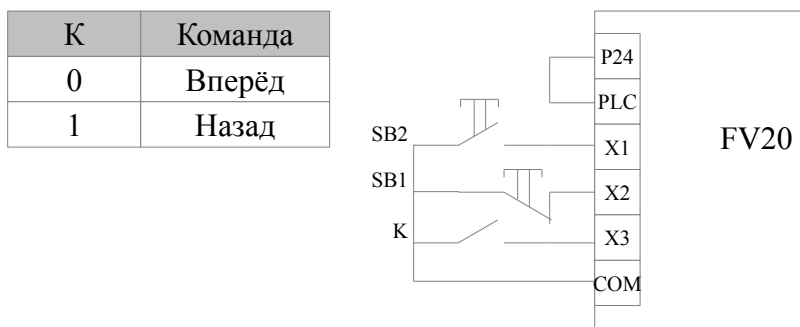 К Команда
0 Вперёд
1 Назад
P24
PLC
SB2
X1
FV20
SB1
X2
K
X3
COM